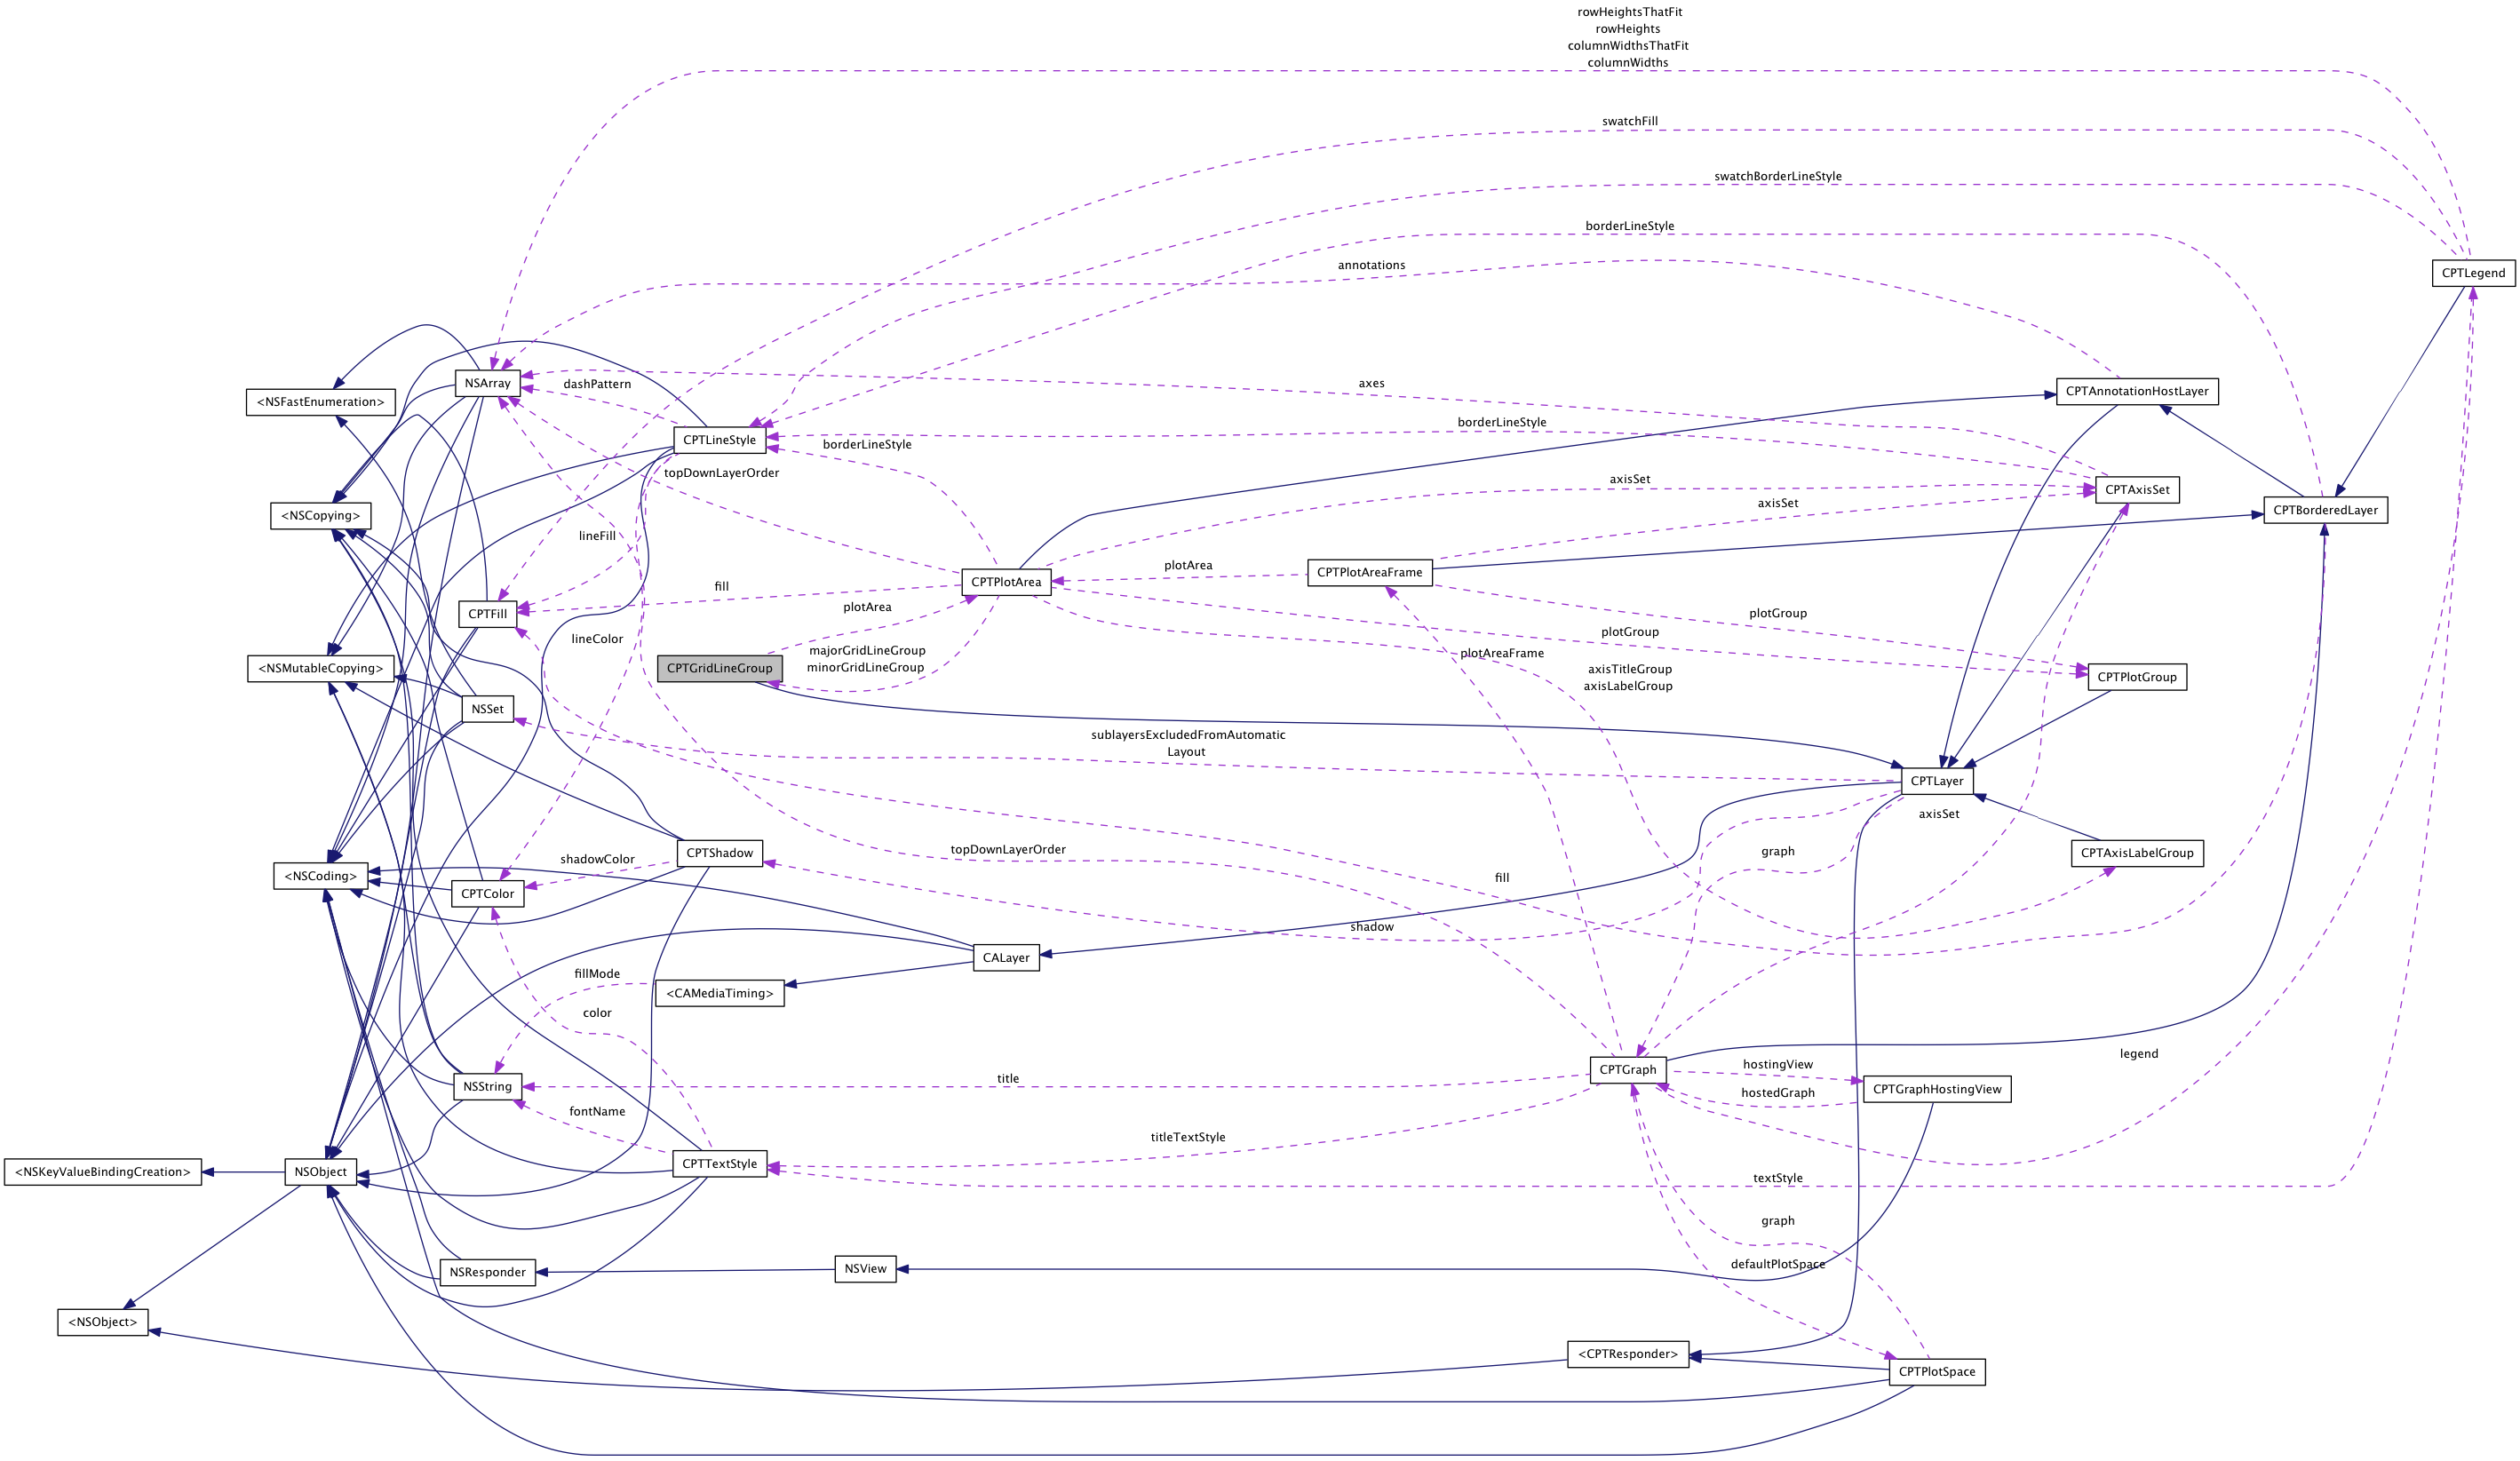 rowHeightsThatFit
rowHeights
columnWidthsThatFit
columnWidths
swatchFill
swatchBorderLineStyle
borderLineStyle
annotations
CPTLegend
NSArray
dashPattern
axes
CPTAnnotationHostLayer
<NSFastEnumeration>
CPTLineStyle
borderLineStyle
borderLineStyle
topDownLayerOrder
axisSet
CPTAxisSet
axisSet
CPTBorderedLayer
<NSCopying>
lineFill
plotArea
CPTPlotAreaFrame
CPTPlotArea
fill
plotArea
CPTFill
plotGroup
plotGroup
lineColor
majorGridLineGroup
minorGridLineGroup
plotAreaFrame
<NSMutableCopying>
CPTGridLineGroup
axisTitleGroup
axisLabelGroup
CPTPlotGroup
NSSet
sublayersExcludedFromAutomatic
Layout
CPTLayer
axisSet
CPTShadow
shadowColor
topDownLayerOrder
graph
CPTAxisLabelGroup
<NSCoding>
CPTColor
fill
shadow
CALayer
fillMode
<CAMediaTiming>
color
legend
CPTGraph
hostingView
NSString
title
CPTGraphHostingView
hostedGraph
fontName
titleTextStyle
<NSKeyValueBindingCreation>
NSObject
CPTTextStyle
textStyle
graph
NSResponder
NSView
defaultPlotSpace
<NSObject>
<CPTResponder>
CPTPlotSpace